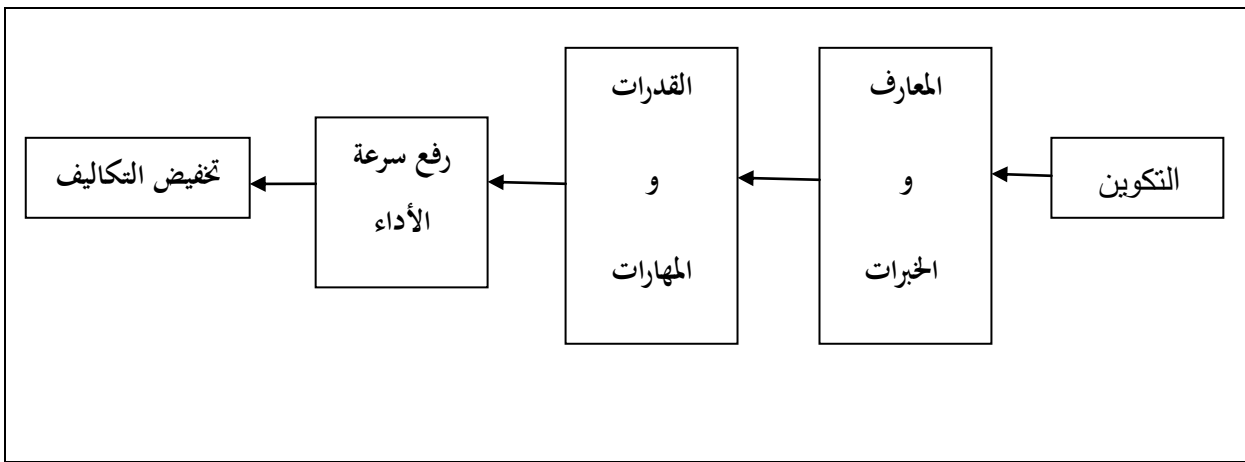 التكوين
المعارف
و
الخبرات
القدرات
و
المهارات
رفع سرعة
الأداء
تخفيض التكاليف